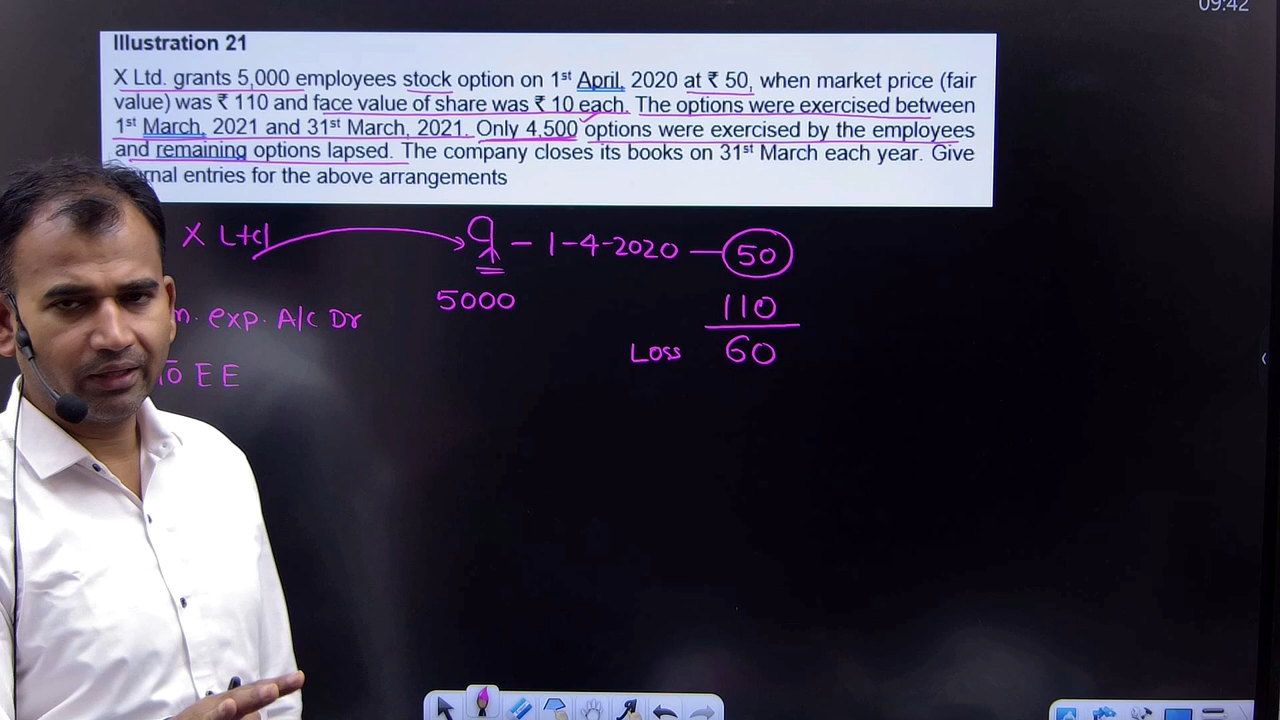 09:42
Illustration 21
X Ltd. grants 5,000 employees stock option on 1st April, 2020 at ₹ 50, when market price (fair
value) was ₹ 110 and face value of share was ₹ 10 each. The options were exercised between
1st March, 2021 and 31st March, 2021. Only 4,500 options were exercised by the employees
and remaining options lapsed. The company closes its books on 31st March each year. Give
entries for the above arrangements
X Ltd - 1-4-2020 — 50
5000 110
exp. A/c Dr
Loss 60
To EE